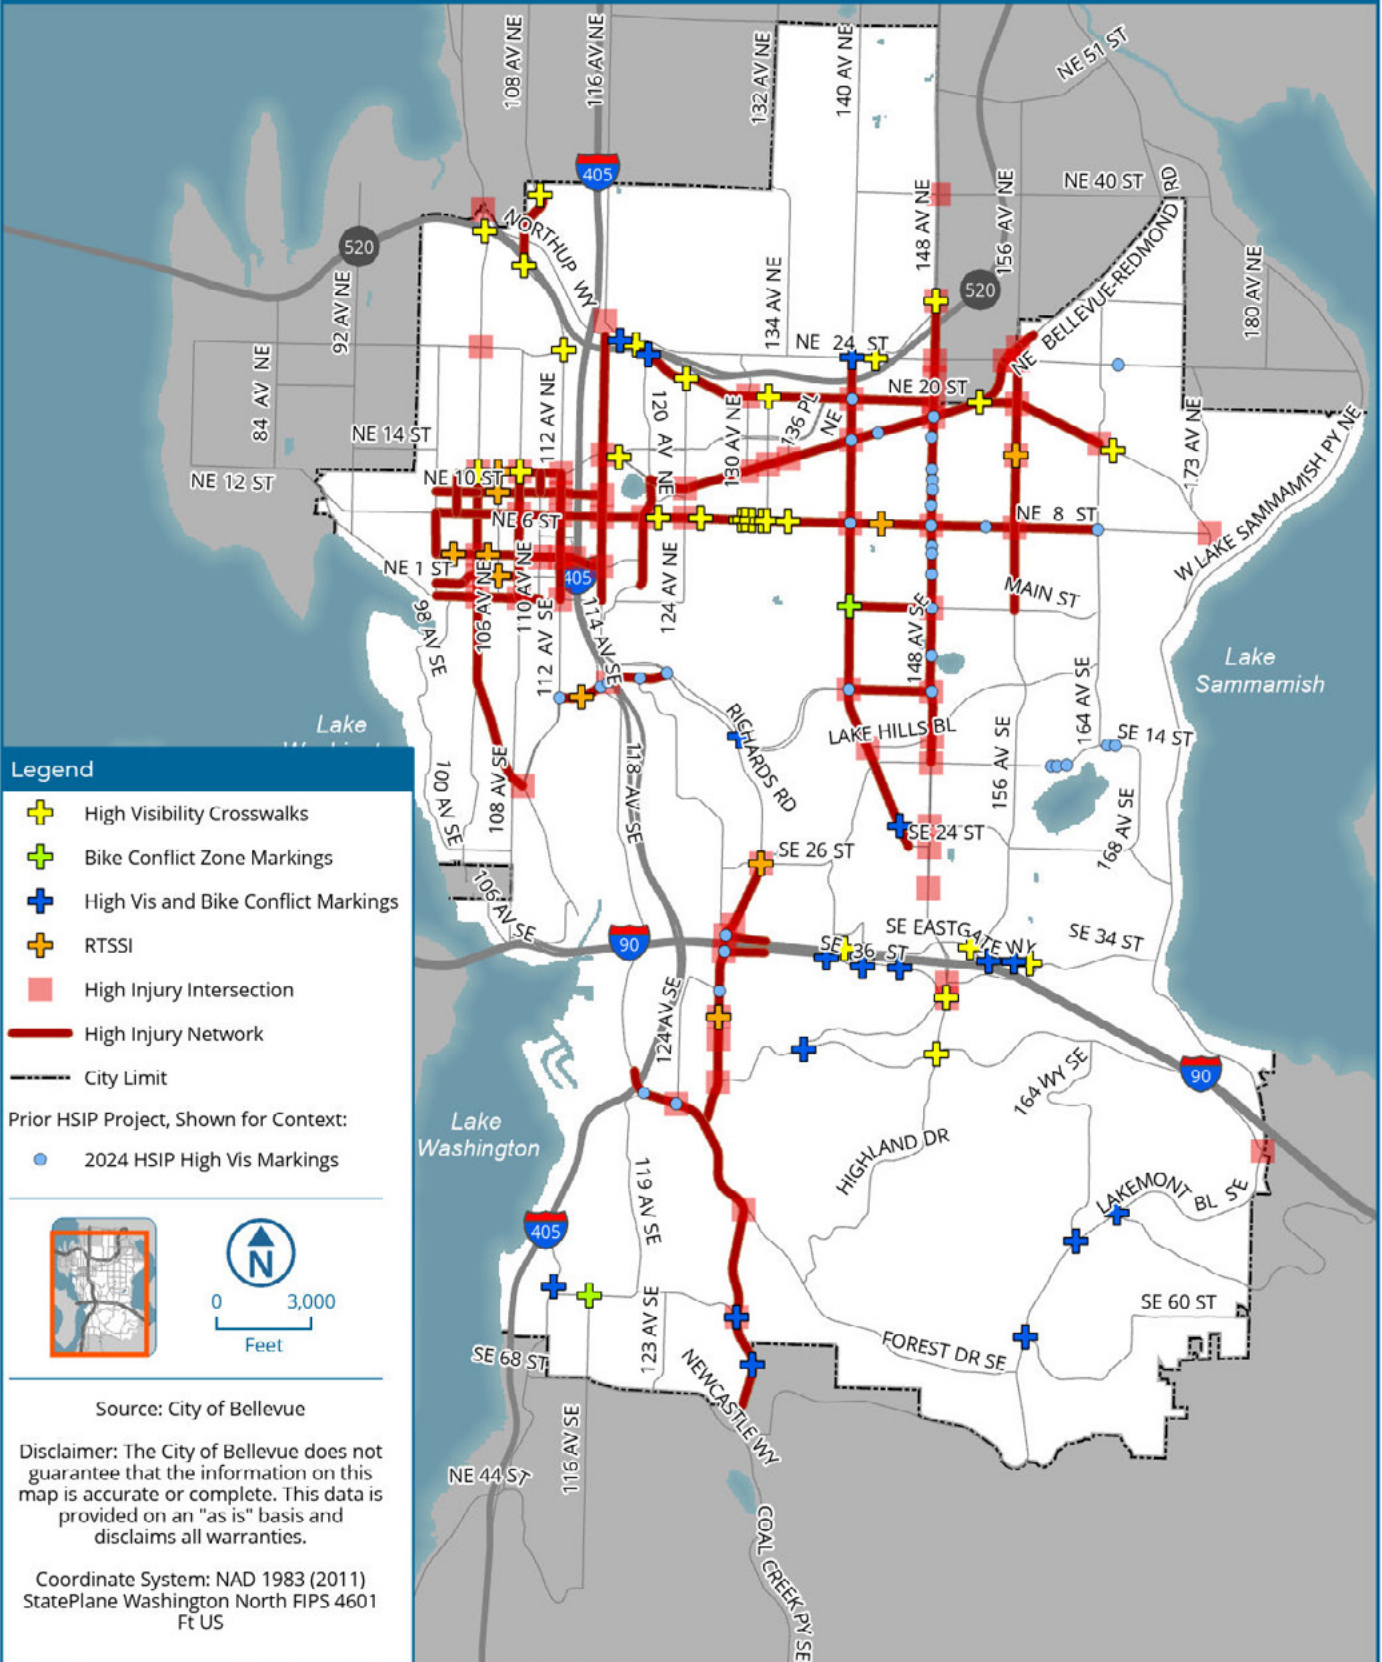 108 AV NE
116 AV NE
132 AV NE
140 AV NE
NE 51 ST
405
NE 40 ST
148 AV NE
156 AV NE
BELLEVUE-REDMOND RD
NORTHUP WY
520
92 AV NE
134 AV NE
520
180 AV NE
NE 24 ST
NE
84 AV NE
112 AV NE
NE 20 ST
120 AV NE
130 AV NE
136 PL NE
NE 14 ST
173 AV NE
NE 12 ST
NE 10 ST
W LAKE SAMMAMISH PY NE
NE 6 ST
NE 8 ST
NE 1 ST
405
106 AV NE
110 AV NE
124 AV NE
MAIN ST
98 AV SE
112 AV SE
114 AV SE
148 AV SE
Lake
Sammamish
164 AV SE
Lake
RICHARDS RD
LAKE HILLS BL
SE 14 ST
118 AV SE
156 AV SE
100 AV SE
108 AV SE
168 AV SE
SE 24 ST
SE 26 ST
106 AV SE
90
SE EASTGATE WY
SE 36 ST
SE 34 ST
124 AV SE
164 WY SE
90
Lake
Washington
HIGHLAND DR
119 AV SE
LAKEMONT BL SE
405
SE 60 ST
123 AV SE
FOREST DR SE
SE 68 ST
NEWCASTLE WY
116 AV SE
NE 44 ST
COAL CREEK PY SE
Legend
High Visibility Crosswalks
Bike Conflict Zone Markings
High Vis and Bike Conflict Markings
RTSSI
High Injury Intersection
High Injury Network
City Limit
Prior HSIP Project, Shown for Context:
2024 HSIP High Vis Markings
N
0 3,000
Feet
Source: City of Bellevue
Disclaimer: The City of Bellevue does not
guarantee that the information on this
map is accurate or complete. This data is
provided on an "as is" basis and
disclaims all warranties.
Coordinate System: NAD 1983 (2011)
StatePlane Washington North FIPS 4601
Ft US